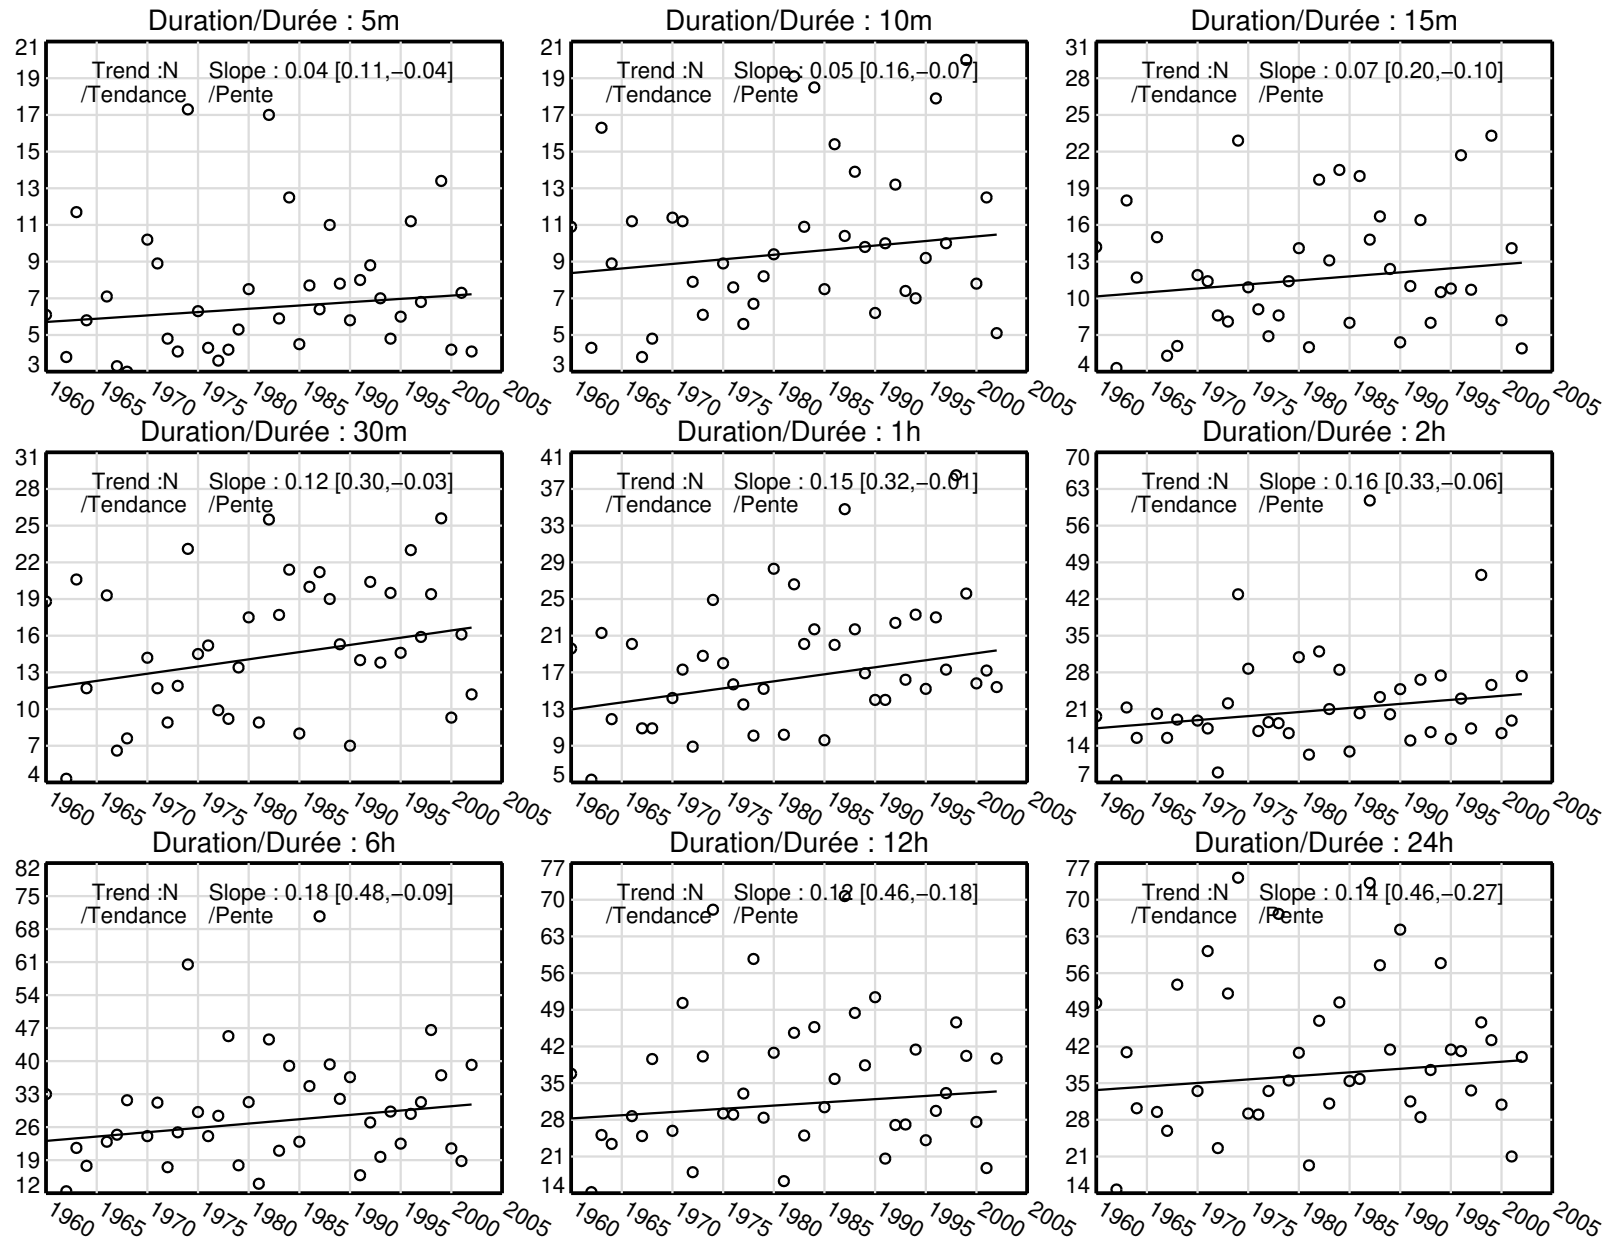 Duration/Durée : 5m
Trend :N Slope : 0.04 [0.11,−0.04]
/Tendance /Pente
21
19
17
15
13
11
9
7
5
3
1960 1965 1970 1975 1980 1985 1990 1995 2000 2005
Duration/Durée : 10m
Trend :N Slope : 0.05 [0.16,−0.07]
/Tendance /Pente
21
19
17
15
13
11
9
7
5
3
1960 1965 1970 1975 1980 1985 1990 1995 2000 2005
Duration/Durée : 15m
Trend :N Slope : 0.07 [0.20,−0.10]
/Tendance /Pente
31
28
25
22
19
16
13
10
7
4
1960 1965 1970 1975 1980 1985 1990 1995 2000 2005
Duration/Durée : 30m
Trend :N Slope : 0.12 [0.30,−0.03]
/Tendance /Pente
31
28
25
22
19
16
13
10
7
4
1960 1965 1970 1975 1980 1985 1990 1995 2000 2005
Duration/Durée : 1h
Trend :N Slope : 0.15 [0.32,−0.01]
/Tendance /Pente
41
37
33
29
25
21
17
13
9
5
1960 1965 1970 1975 1980 1985 1990 1995 2000 2005
Duration/Durée : 2h
Trend :N Slope : 0.16 [0.33,−0.06]
/Tendance /Pente
70
63
56
49
42
35
28
21
14
7
1960 1965 1970 1975 1980 1985 1990 1995 2000 2005
Duration/Durée : 6h
Trend :N Slope : 0.18 [0.48,−0.09]
/Tendance /Pente
82
75
68
61
54
47
40
33
26
19
12
1960 1965 1970 1975 1980 1985 1990 1995 2000 2005
Duration/Durée : 12h
Trend :N Slope : 0.12 [0.46,−0.18]
/Tendance /Pente
77
70
63
56
49
42
35
28
21
14
1960 1965 1970 1975 1980 1985 1990 1995 2000 2005
Duration/Durée : 24h
Trend :N Slope : 0.14 [0.46,−0.27]
/Tendance /Pente
77
70
63
56
49
42
35
28
21
14
1960 1965 1970 1975 1980 1985 1990 1995 2000 2005